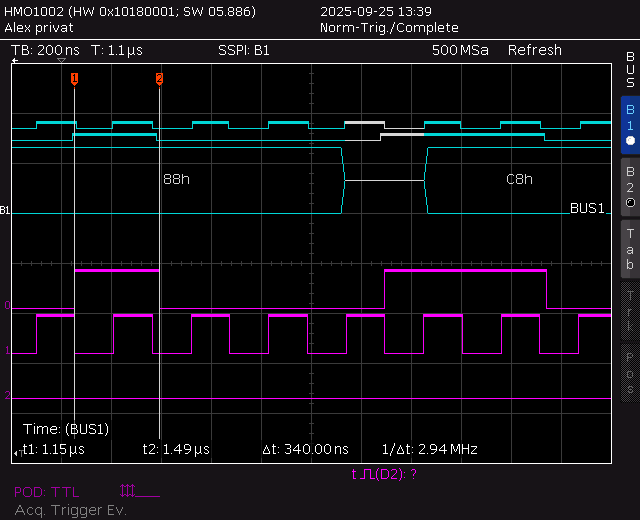 HMO1002 (HW 0x10180001; SW 05.886) 2025-09-25 13:39
Alex privat Norm-Trig./Complete
TB: 200 ns T: 1.1 µs SSPI: B1 500 MSa Refresh
BUS
1 2
B1
88h C8h
B2
B1 BUS1
Tab
0
Trl
1
Pos
2
Time: (BUS1)
t1: 1.15 µs t2: 1.49 µs Δt: 340.00 ns 1/Δt: 2.94 MHz
t (D2): ?
POD: TTL
Acq. Trigger Ev.